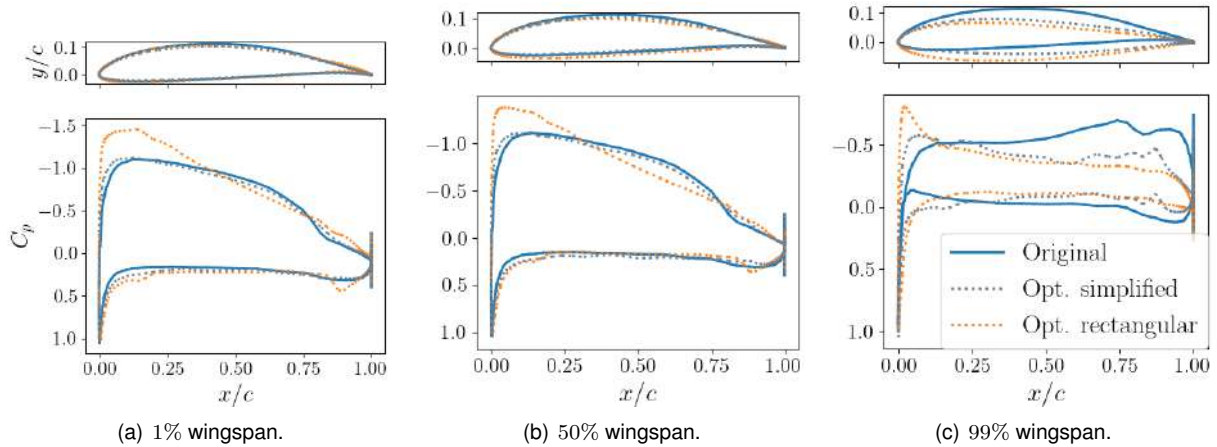 0.1
0.0
y/c
−1.5
−1.0
−0.5
0.0
0.5
1.0
C_p
0.00 0.25 0.50 0.75 1.00
x/c
(a) 1% wingspan.
0.1
0.0
−1.0
−0.5
0.0
0.5
1.0
0.00 0.25 0.50 0.75 1.00
x/c
(b) 50% wingspan.
0.1
0.0
−0.5
0.0
0.5
1.0
Original
Opt. simplified
Opt. rectangular
0.00 0.25 0.50 0.75 1.00
x/c
(c) 99% wingspan.